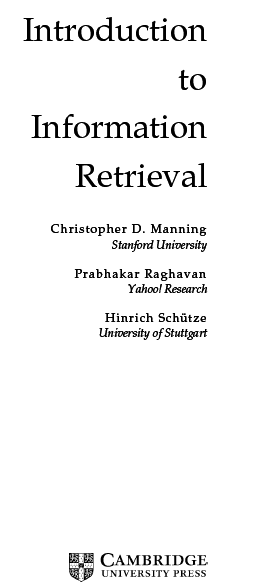 Introduction
to
Information
Retrieval
Christopher D. Manning
Stanford University
Prabhakar Raghavan
Yahoo! Research
Hinrich Schütze
University of Stuttgart
CAMBRIDGE
UNIVERSITY PRESS